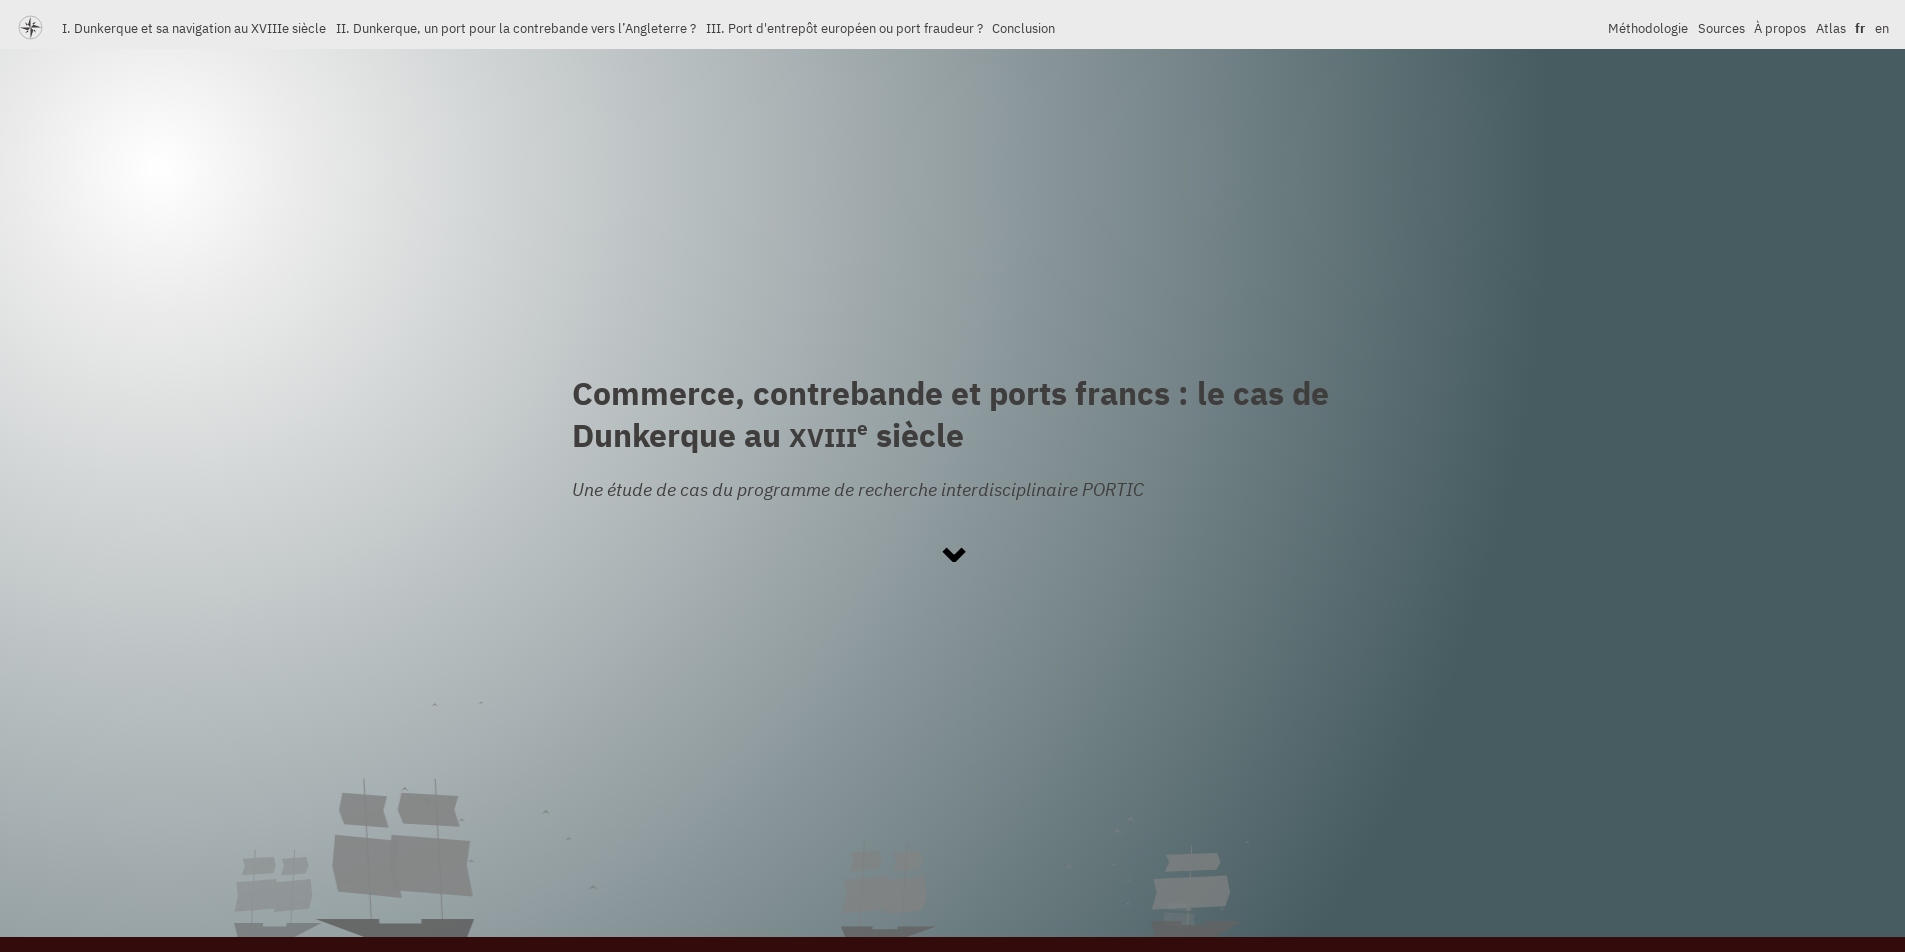 I. Dunkerque et sa navigation au XVIIIe siècle II. Dunkerque, un port pour la contrebande vers l’Angleterre ? III. Port d'entrepôt européen ou port fraudeur ? Conclusion Méthodologie Sources À propos Atlas fr en
Commerce, contrebande et ports francs : le cas de
Dunkerque au XVIIIe siècle
Une étude de cas du programme de recherche interdisciplinaire PORTIC